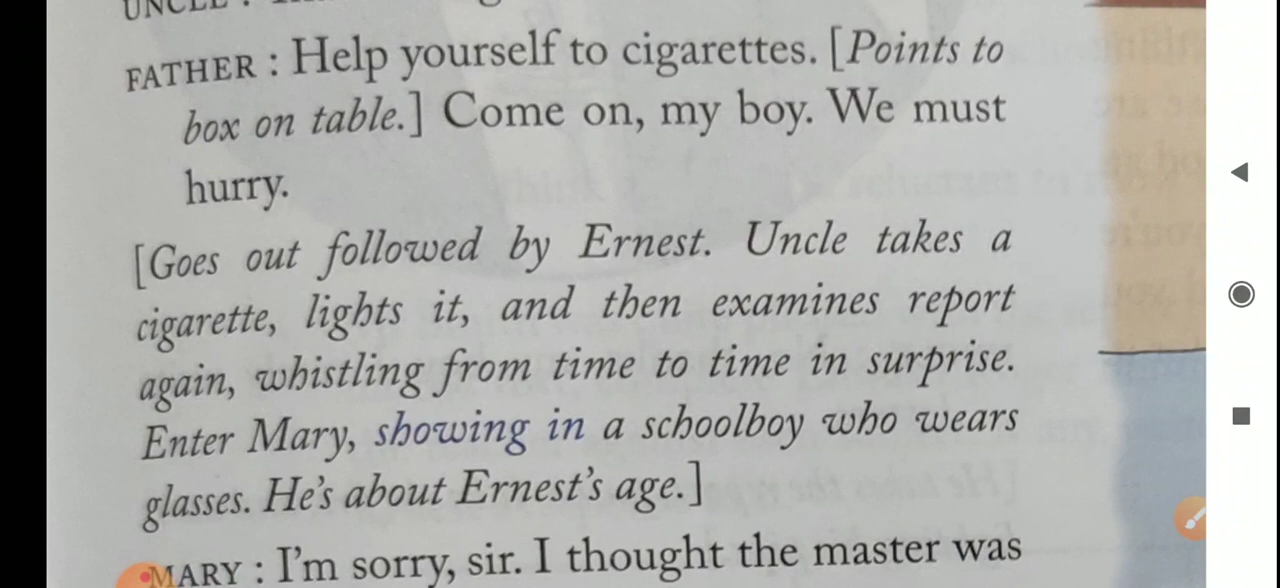 UNCLE :
FATHER : Help yourself to cigarettes. [Points to
box on table.] Come on, my boy. We must
hurry.
[Goes out followed by Ernest. Uncle takes a
cigarette, lights it, and then examines report
again, whistling from time to time in surprise.
Enter Mary, showing in a schoolboy who wears
glasses. He's about Ernest's age.]
MARY : I'm sorry, sir. I thought the master was